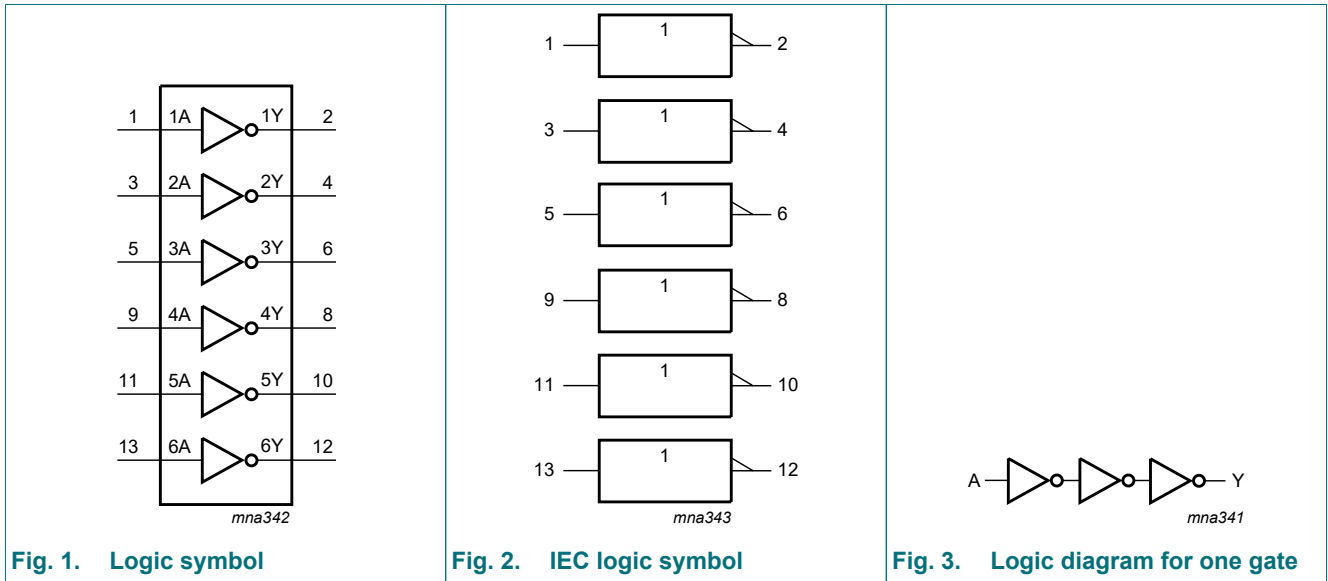 1 1A 1Y 2
3 2A 2Y 4
5 3A 3Y 6
9 4A 4Y 8
11 5A 5Y 10
13 6A 6Y 12
mna342
Fig. 1. Logic symbol
1 1 2
3 1 4
5 1 6
9 1 8
11 1 10
13 1 12
mna343
Fig. 2. IEC logic symbol
A Y
mna341
Fig. 3. Logic diagram for one gate